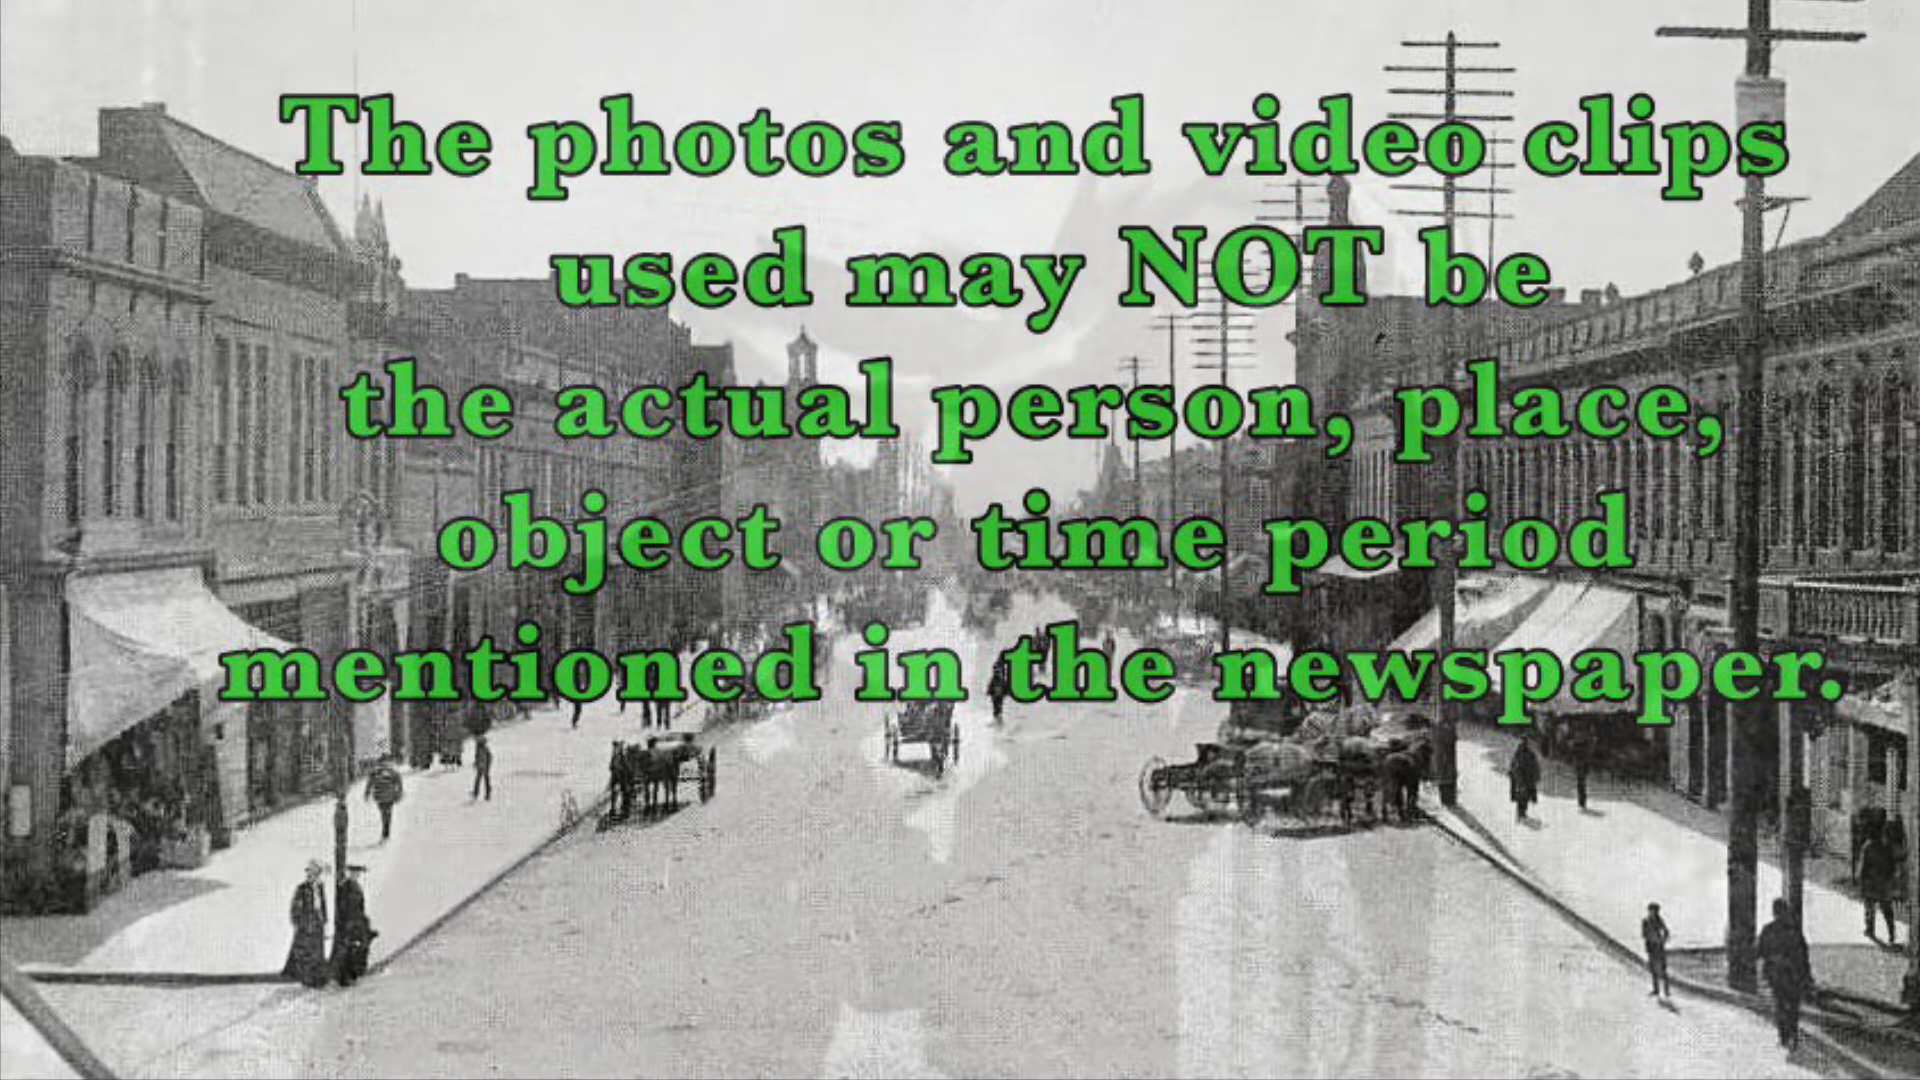 The photos and video clips
used may NOT be
the actual person, place,
object or time period
mentioned in the newspaper.